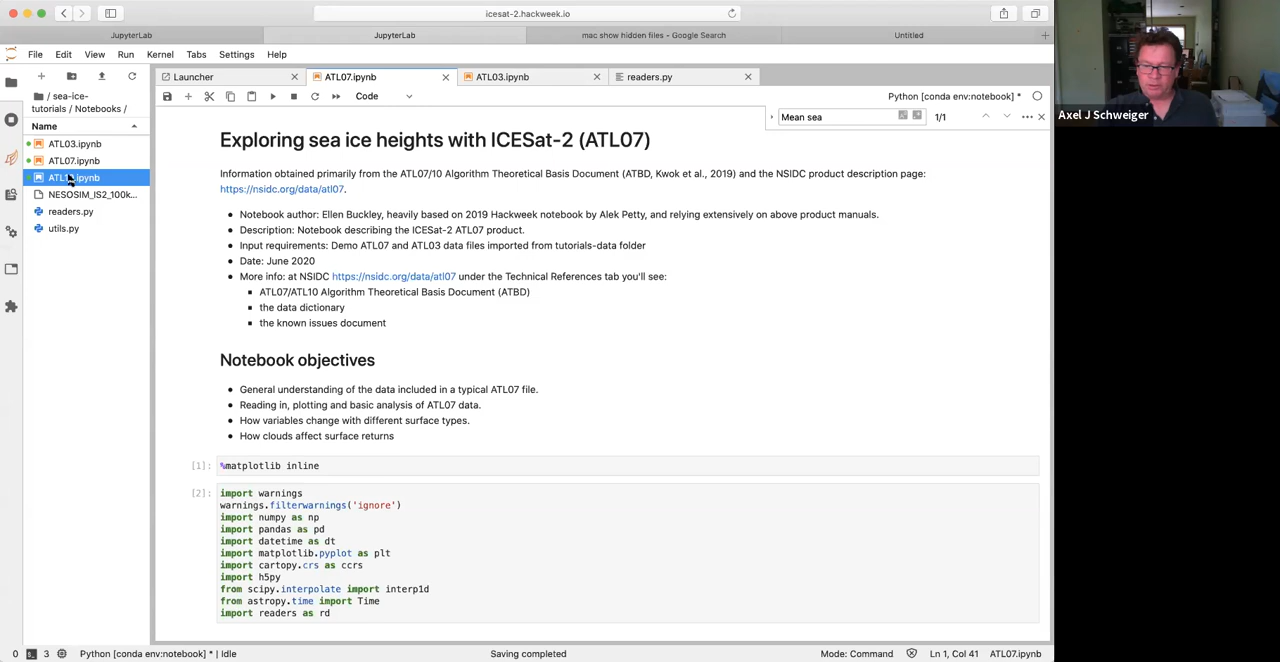 icesat-2.hackweek.io
JupyterLab
JupyterLab
mac show hidden files - Google Search
Untitled
File Edit View Run Kernel Tabs Settings Help
/ sea-ice-
tutorials / Notebooks /
Name
ATL03.ipynb
ATL07.ipynb
NESOSIM_IS2_100k...
readers.py
utils.py
Launcher
ATL07.ipynb
ATL03.ipynb
readers.py
Code
Python [conda env:notebook] *
Mean sea
1/1
Exploring sea ice heights with ICESat-2 (ATL07)
Information obtained primarily from the ATL07/10 Algorithm Theoretical Basis Document (ATBD, Kwok et al., 2019) and the NSIDC product description page:
https://nsidc.org/data/atl07.
Notebook author: Ellen Buckley, heavily based on 2019 Hackweek notebook by Alek Petty, and relying extensively on above product manuals.
Description: Notebook describing the ICESat-2 ATL07 product.
Input requirements: Demo ATL07 and ATL03 data files imported from tutorials-data folder
Date: June 2020
More info: at NSIDC https://nsidc.org/data/atl07 under the Technical References tab you'll see:
ATL07/ATL10 Algorithm Theoretical Basis Document (ATBD)
the data dictionary
the known issues document
Notebook objectives
General understanding of the data included in a typical ATL07 file.
Reading in, plotting and basic analysis of ATL07 data.
How variables change with different surface types.
How clouds affect surface returns
[1]: %matplotlib inline
[2]: import warnings
warnings.filterwarnings('ignore')
import numpy as np
import pandas as pd
import datetime as dt
import matplotlib.pyplot as plt
import cartopy.crs as ccrs
import h5py
from scipy.interpolate import interp1d
from astropy.time import Time
import readers as rd
0 3 Python [conda env:notebook] * | Idle
Saving completed
Mode: Command
Ln 1, Col 41
ATL07.ipynb
Axel J Schweiger